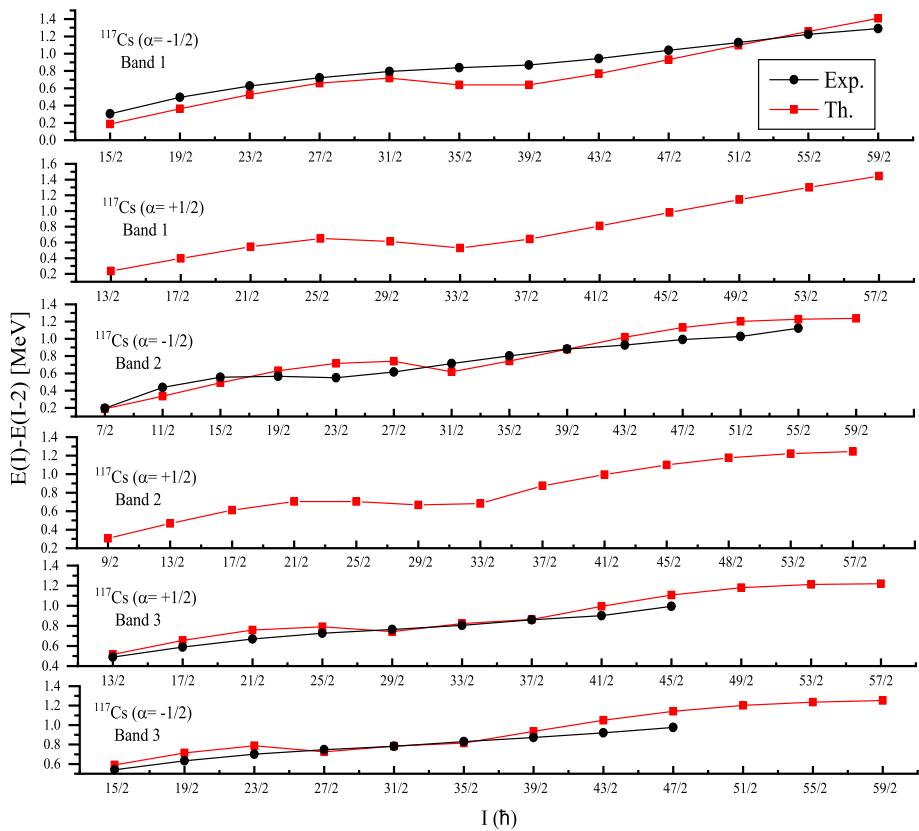 E(I)-E(I-2) [MeV]
1.4
1.2
1.0
0.8
0.6
0.4
0.2
0.0
¹¹⁷Cs (α= -1/2)
Band 1
Exp.
Th.
15/2 19/2 23/2 27/2 31/2 35/2 39/2 43/2 47/2 51/2 55/2 59/2
1.6
1.4
1.2
1.0
0.8
0.6
0.4
0.2
¹¹⁷Cs (α= +1/2)
Band 1
13/2 17/2 21/2 25/2 29/2 33/2 37/2 41/2 45/2 49/2 53/2 57/2
1.4
1.2
1.0
0.8
0.6
0.4
0.2
¹¹⁷Cs (α= -1/2)
Band 2
7/2 11/2 15/2 19/2 23/2 27/2 31/2 35/2 39/2 43/2 47/2 51/2 55/2 59/2
1.4
1.2
1.0
0.8
0.6
0.4
0.2
¹¹⁷Cs (α= +1/2)
Band 2
9/2 13/2 17/2 21/2 25/2 29/2 33/2 37/2 41/2 45/2 48/2 53/2 57/2
1.4
1.2
1.0
0.8
0.6
0.4
¹¹⁷Cs (α= +1/2)
Band 3
13/2 17/2 21/2 25/2 29/2 33/2 37/2 41/2 45/2 49/2 53/2 57/2
1.4
1.2
1.0
0.8
0.6
¹¹⁷Cs (α= -1/2)
Band 3
15/2 19/2 23/2 27/2 31/2 35/2 39/2 43/2 47/2 51/2 55/2 59/2
I (ħ)